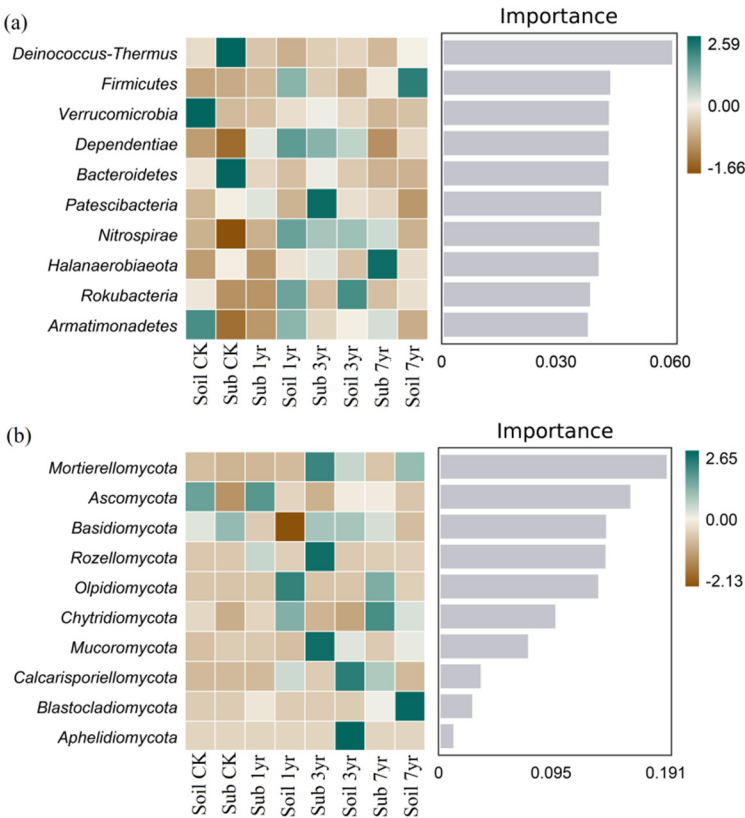 (a)
Importance
Deinococcus-Thermus
Firmicutes
Verrucomicrobia
Dependentiae
Bacteroidetes
Patescibacteria
Nitrospirae
Halanaerobiaeota
Rokubacteria
Armatimonadetes
2.59
0.00
-1.66
Soil CK
Sub CK
Sub 1yr
Soil 1yr
Sub 3yr
Soil 3yr
Sub 7yr
Soil 7yr
0 0.030 0.060
(b)
Importance
Mortierellomycota
Ascomycota
Basidiomycota
Rozellomycota
Olpidiomycota
Chytridiomycota
Mucoromycota
Calcarisporiellomycota
Blastocladiomycota
Aphelidiomycota
2.65
0.00
-2.13
Soil CK
Sub CK
Sub 1yr
Soil 1yr
Sub 3yr
Soil 3yr
Sub 7yr
Soil 7yr
0 0.095 0.191